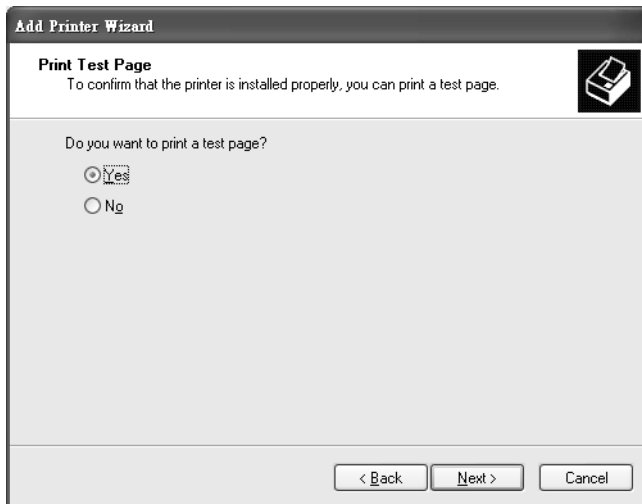 Add Printer Wizard
Print Test Page
To confirm that the printer is installed properly, you can print a test page.
Do you want to print a test page?
Yes
No
< Back
Next >
Cancel